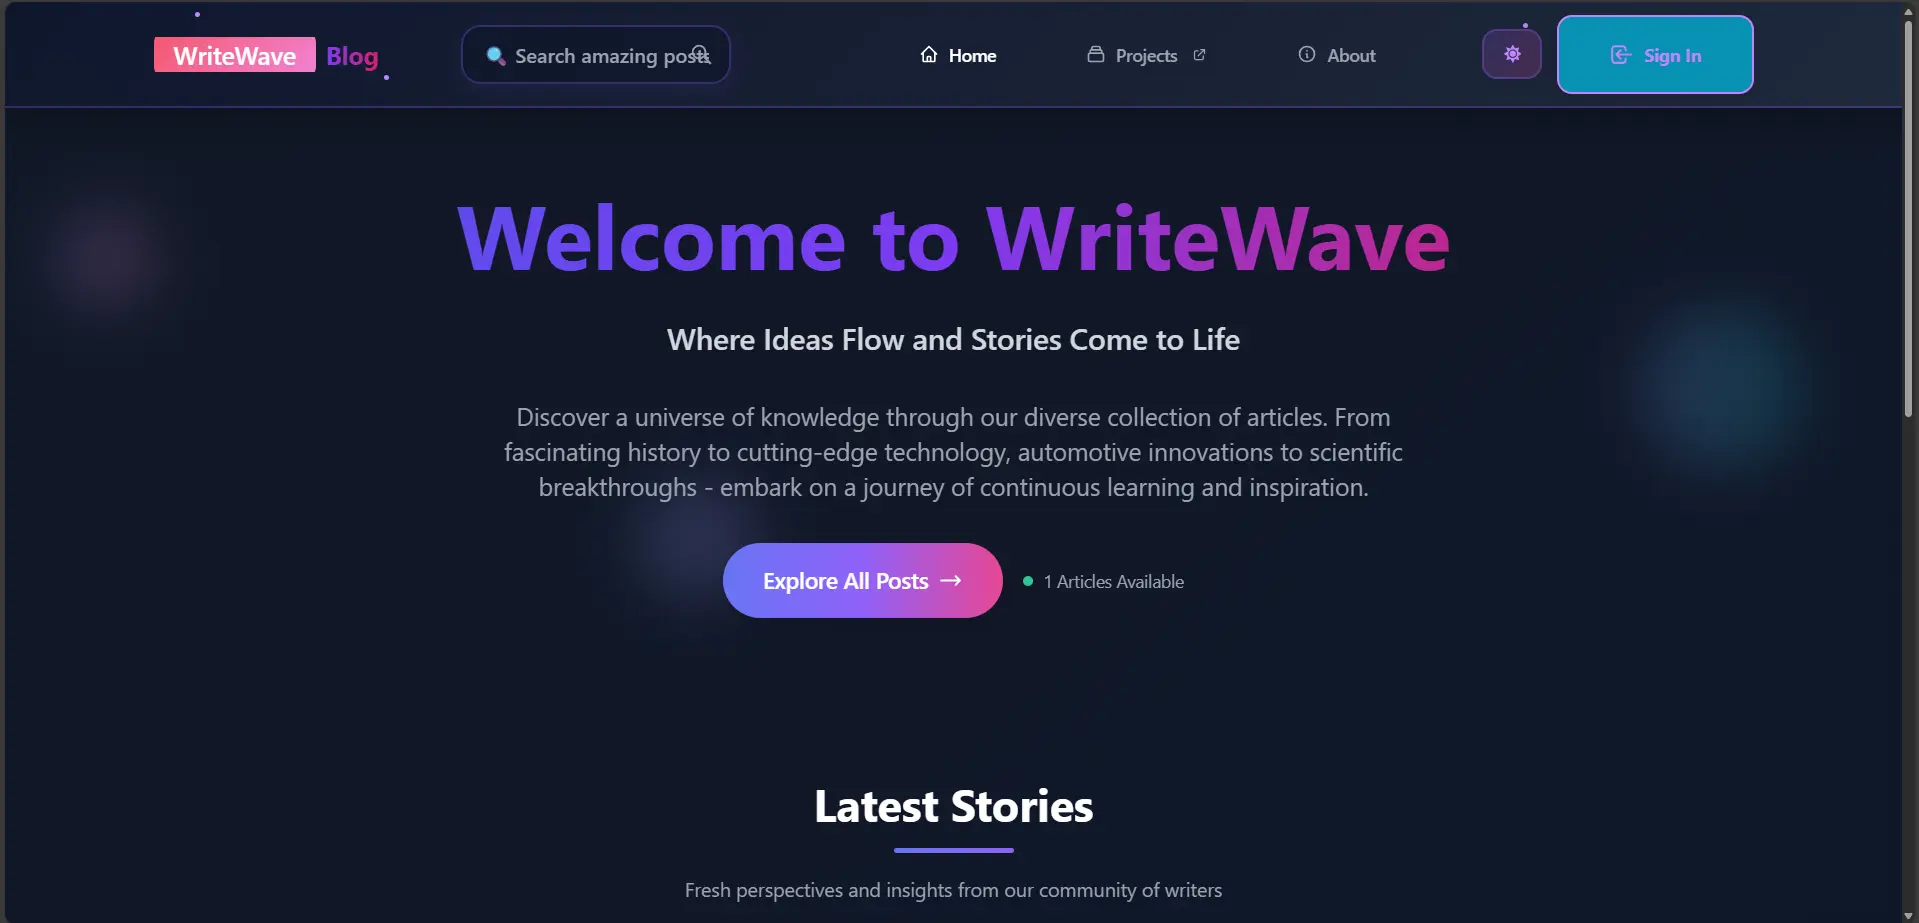 WriteWave Blog
🔍 Search amazing posts
Home
Projects
About
Sign In
Welcome to WriteWave
Where Ideas Flow and Stories Come to Life
Discover a universe of knowledge through our diverse collection of articles. From
fascinating history to cutting-edge technology, automotive innovations to scientific
breakthroughs - embark on a journey of continuous learning and inspiration.
Explore All Posts →
1 Articles Available
Latest Stories
Fresh perspectives and insights from our community of writers